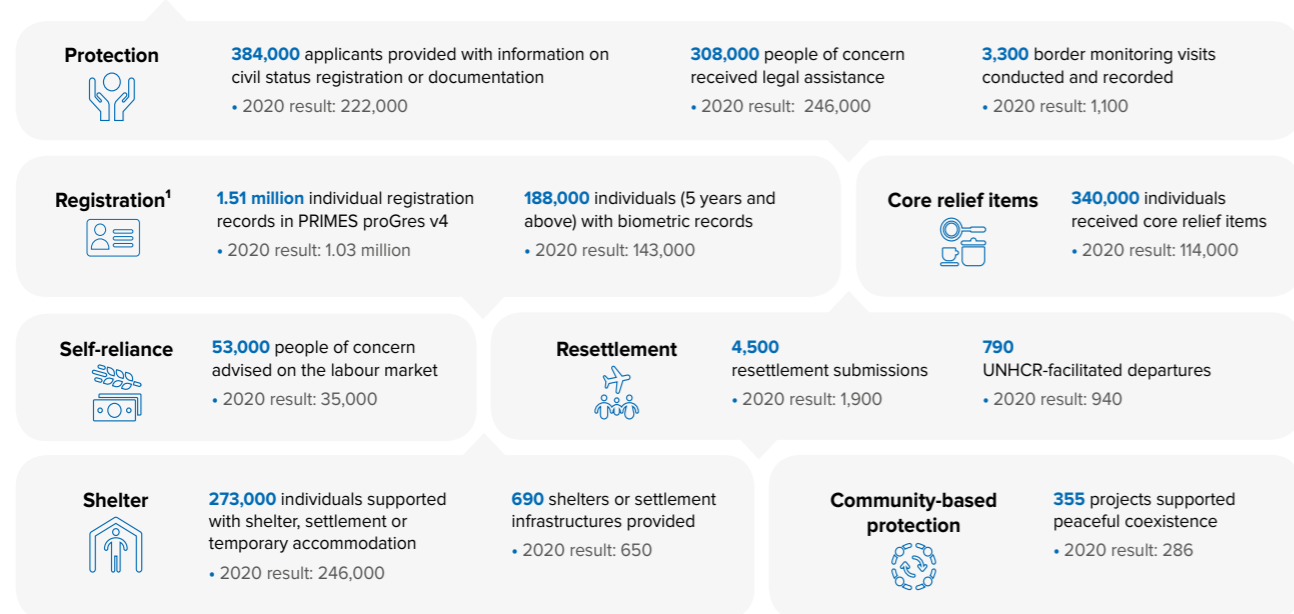 Protection
384,000 applicants provided with information on
civil status registration or documentation
• 2020 result: 222,000
308,000 people of concern
received legal assistance
• 2020 result: 246,000
3,300 border monitoring visits
conducted and recorded
• 2020 result: 1,100
Registration¹
1.51 million individual registration
records in PRIMES proGres v4
• 2020 result: 1.03 million
188,000 individuals (5 years and
above) with biometric records
• 2020 result: 143,000
Core relief items
340,000 individuals
received core relief items
• 2020 result: 114,000
Self-reliance
53,000 people of concern
advised on the labour market
• 2020 result: 35,000
Resettlement
4,500
resettlement submissions
• 2020 result: 1,900
790
UNHCR-facilitated departures
• 2020 result: 940
Shelter
273,000 individuals supported
with shelter, settlement or
temporary accommodation
• 2020 result: 246,000
690 shelters or settlement
infrastructures provided
• 2020 result: 650
Community-based
protection
355 projects supported
peaceful coexistence
• 2020 result: 286